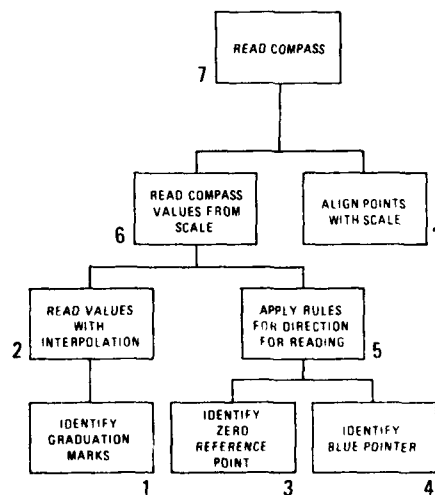 READ COMPASS
7
READ COMPASS
VALUES FROM
SCALE
6
ALIGN POINTS
WITH SCALE
READ VALUES
WITH
INTERPOLATION
2
APPLY RULES
FOR DIRECTION
FOR READING
5
IDENTIFY
GRADUATION
MARKS
1
IDENTIFY
ZERO
REFERENCE
POINT
3
IDENTIFY
BLUE POINTER
4